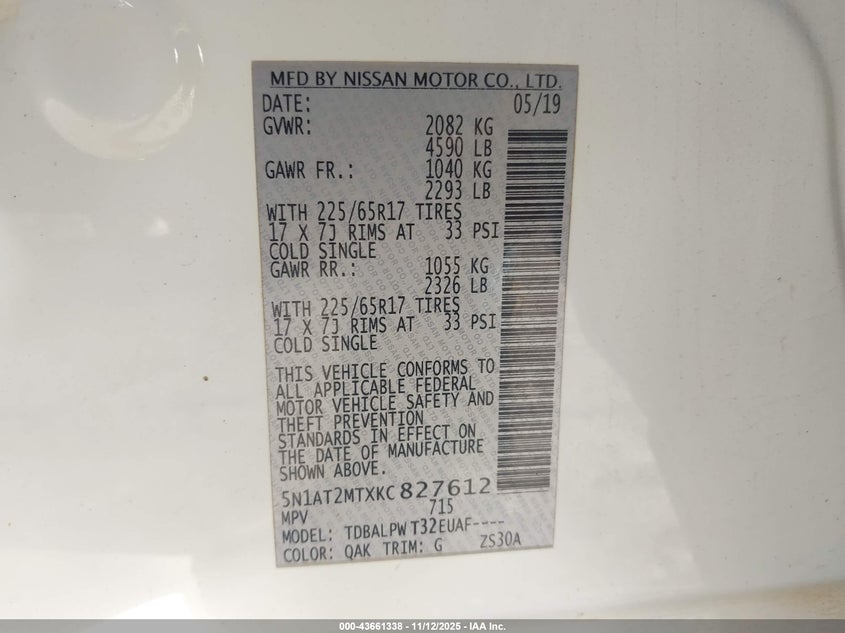 MFD BY NISSAN MOTOR CO., LTD.
DATE: 05/19
GVWR: 2082 KG
4590 LB
GAWR FR.: 1040 KG
2293 LB
WITH 225/65R17 TIRES
17 X 7J RIMS AT 33 PSI
COLD SINGLE
GAWR RR.: 1055 KG
2326 LB
WITH 225/65R17 TIRES
17 X 7J RIMS AT 33 PSI
COLD SINGLE
THIS VEHICLE CONFORMS TO
ALL APPLICABLE FEDERAL
MOTOR VEHICLE SAFETY AND
THEFT PREVENTION
STANDARDS IN EFFECT ON
THE DATE OF MANUFACTURE
SHOWN ABOVE.
5N1AT2MTXKC827612
MPV 715
MODEL: TDBALPW T32EUAF----
COLOR: QAK TRIM: G ZS30A
000-43661338 - 11/12/2025 - IAA Inc.